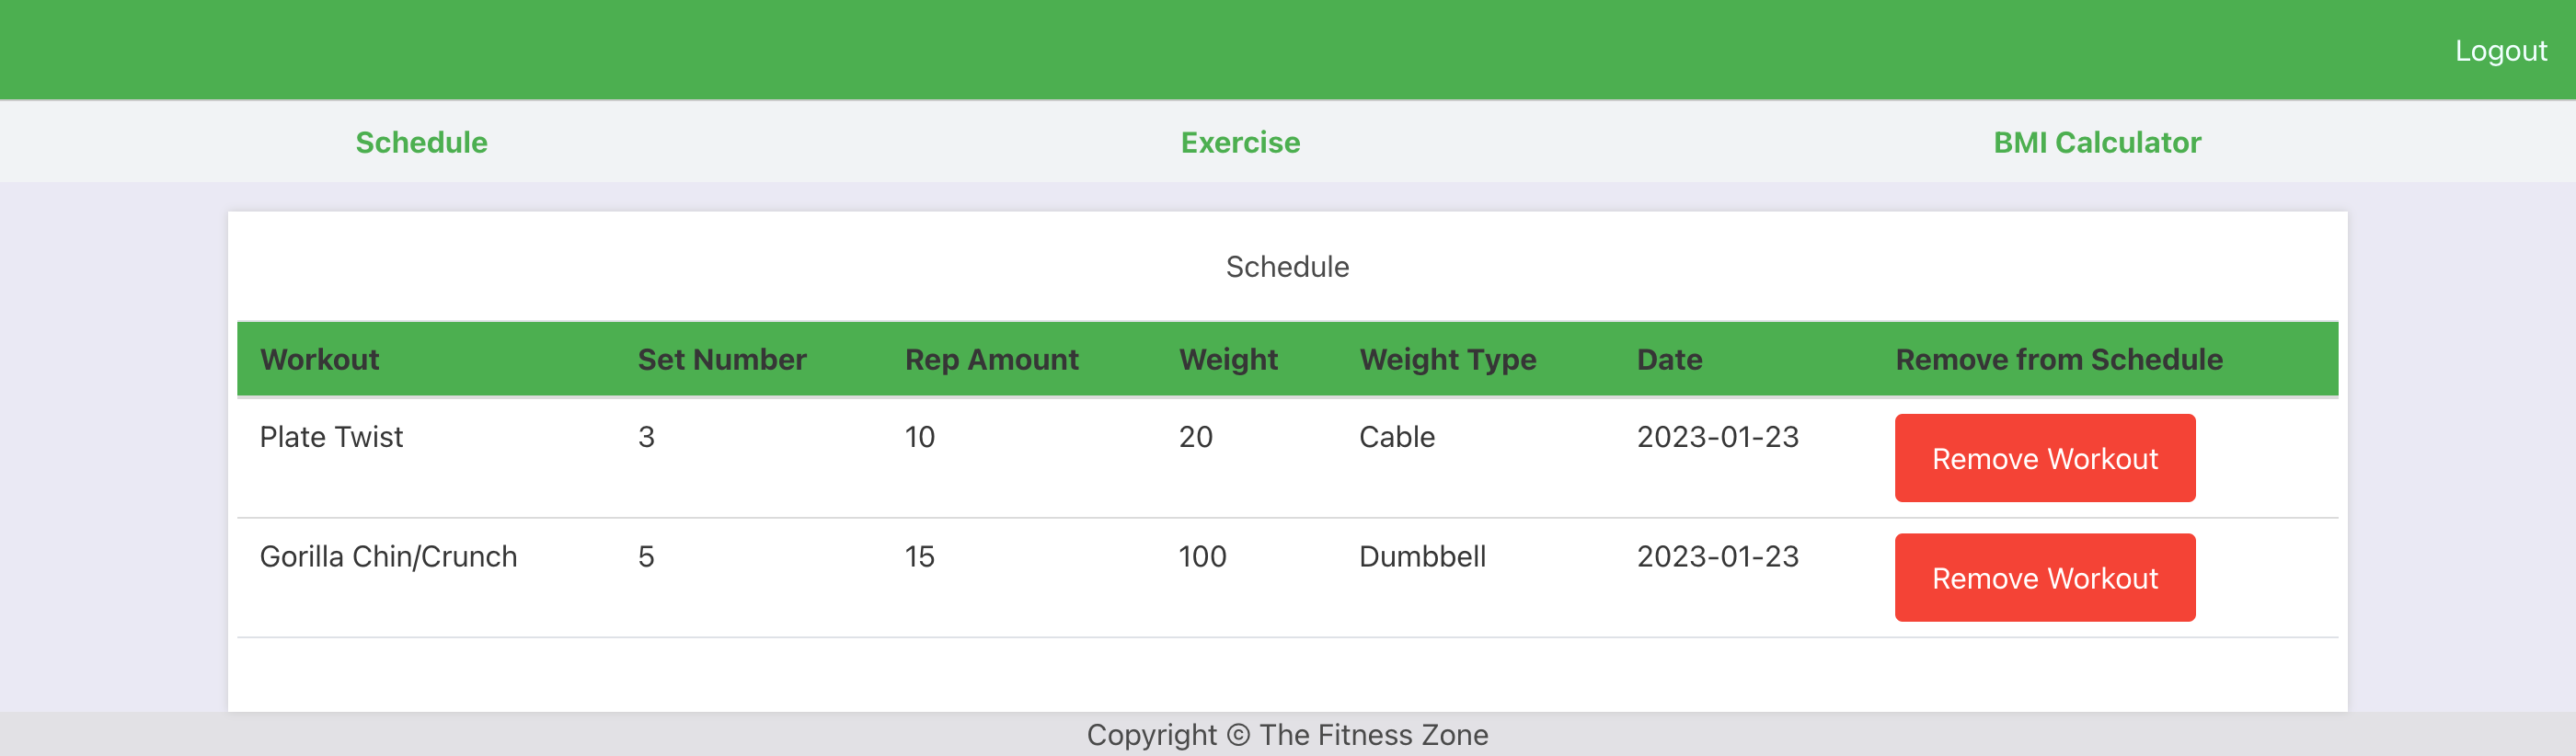 Logout
Schedule Exercise BMI Calculator
Schedule
Workout Set Number Rep Amount Weight Weight Type Date Remove from Schedule
Plate Twist 3 10 20 Cable 2023-01-23 Remove Workout
Gorilla Chin/Crunch 5 15 100 Dumbbell 2023-01-23 Remove Workout
Copyright © The Fitness Zone